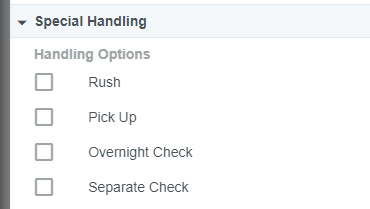 Special Handling
Handling Options
Rush
Pick Up
Overnight Check
Separate Check